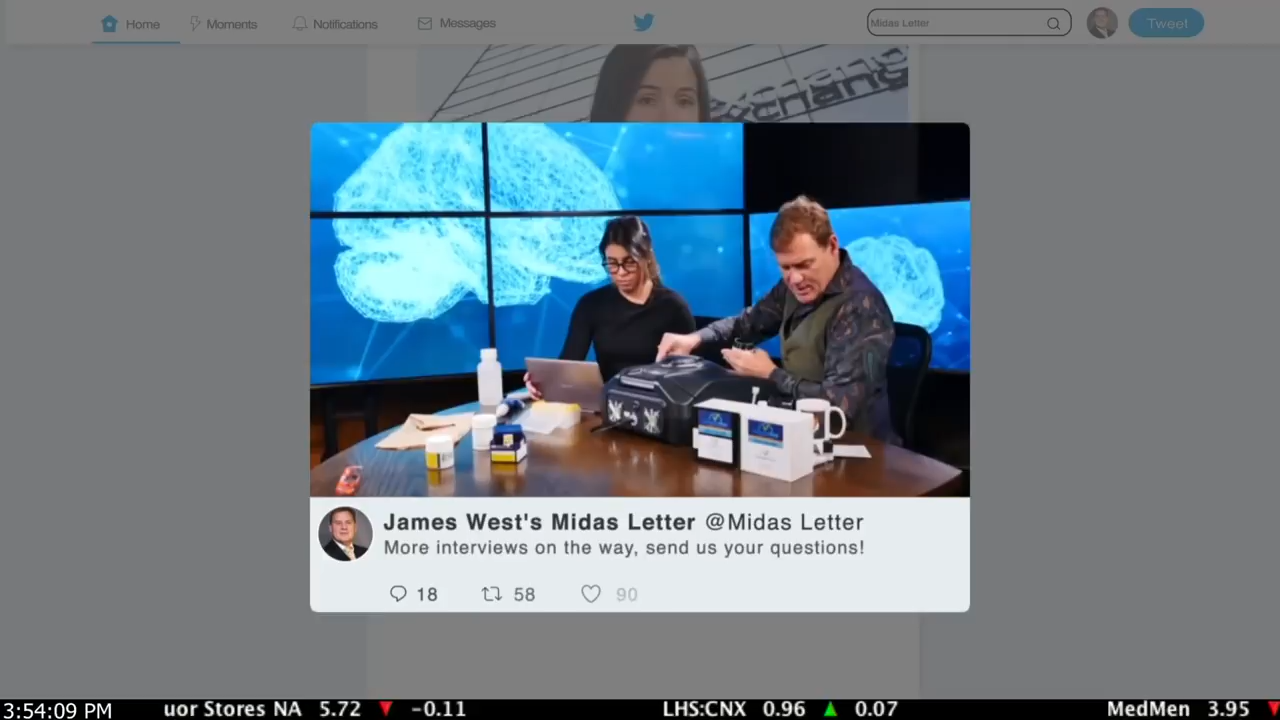 Home
Moments
Notifications
Messages
Midas Letter
Tweet
James West's Midas Letter @Midas Letter
More interviews on the way, send us your questions!
18
58
90
3:54:09 PM
uor Stores NA 5.72 ▼ -0.11
LHS:CNX 0.96 ▲ 0.07
MedMen 3.95 ▼